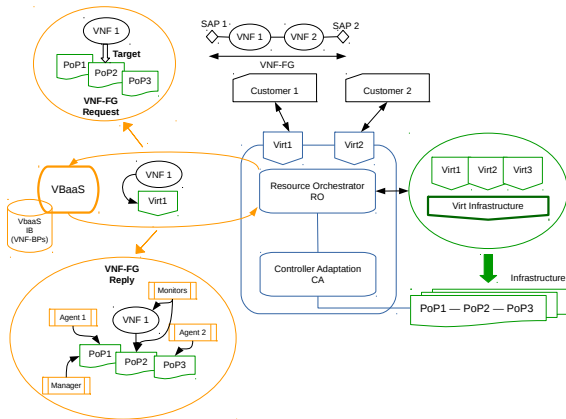 VNF 1
Target
PoP1
PoP2
PoP3
VNF-FG
Request
SAP 1
SAP 2
VNF 1
VNF 2
VNF-FG
Customer 1
Customer 2
Virt1
Virt2
Resource Orchestrator
RO
Controller Adaptation
CA
VBaaS
VbaaS
IB
(VNF-BPs)
VNF 1
Virt1
Virt1
Virt2
Virt3
Virt Infrastructure
Infrastructure
PoP1 — PoP2 — PoP3
VNF-FG
Reply
Monitors
Agent 1
VNF 1
Agent 2
PoP1
PoP2
PoP3
Manager